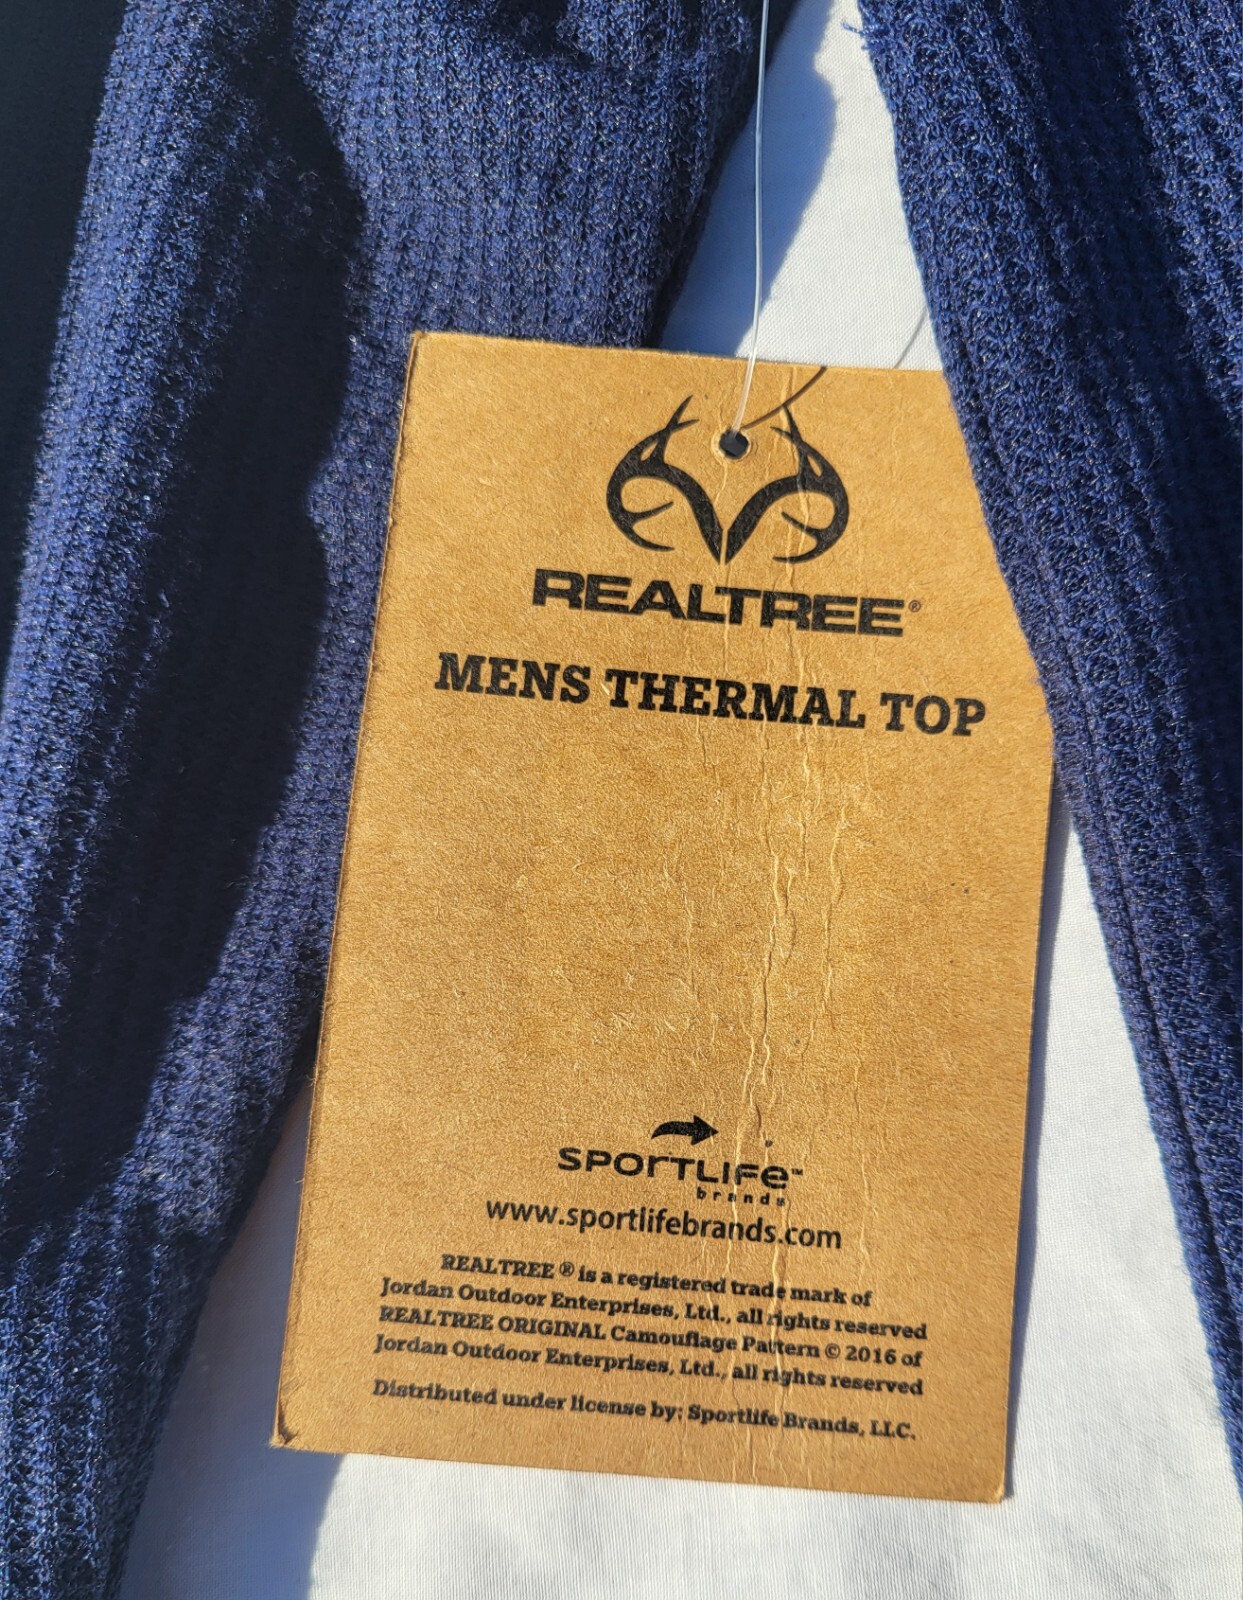 REALTREE®
MENS THERMAL TOP
SPORTLIFE™
brands
www.sportlifebrands.com
REALTREE ® is a registered trade mark of
Jordan Outdoor Enterprises, Ltd., all rights reserved
REALTREE ORIGINAL Camouflage Pattern © 2016 of
Jordan Outdoor Enterprises, Ltd., all rights reserved
Distributed under license by: Sportlife Brands, LLC.